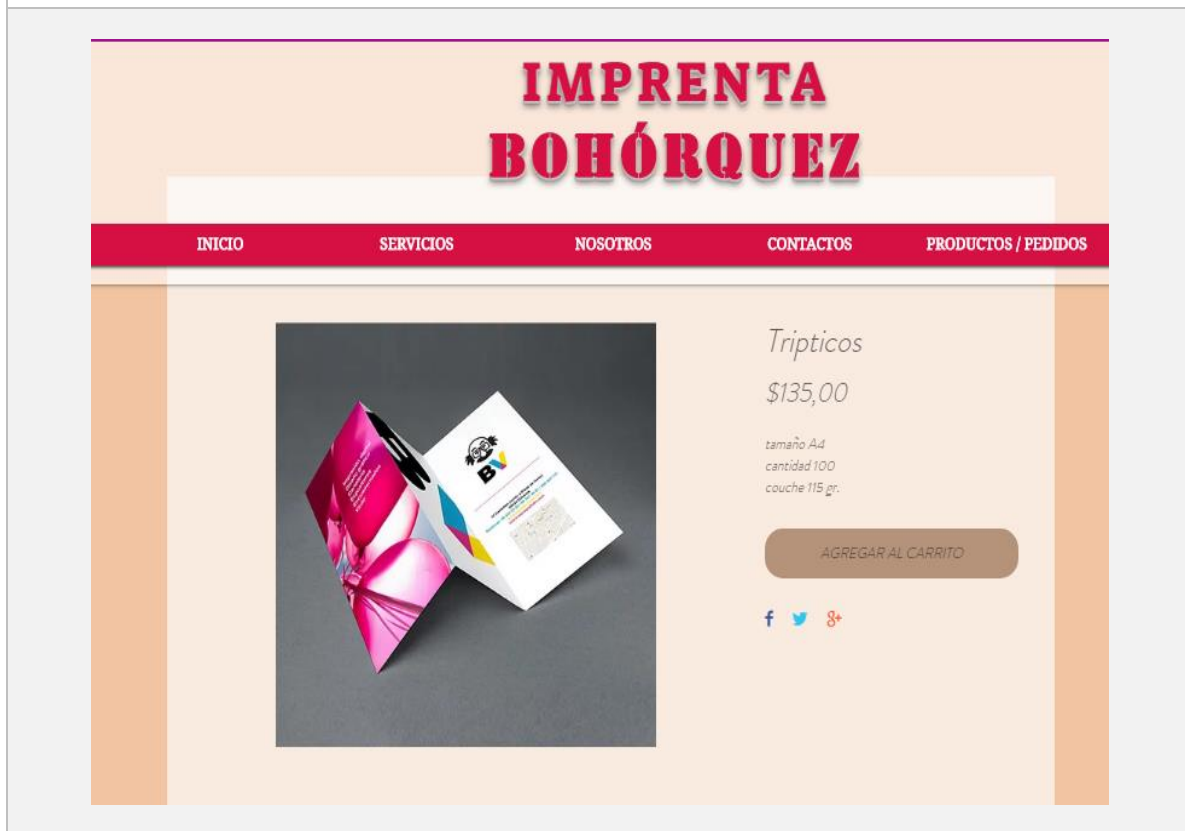 IMPRENTA
BOHÓRQUEZ
INICIO SERVICIOS NOSOTROS CONTACTOS PRODUCTOS / PEDIDOS
Tripticos
$135,00
tamaño A4
cantidad 100
couche 115 gr.
AGREGAR AL CARRITO
BV